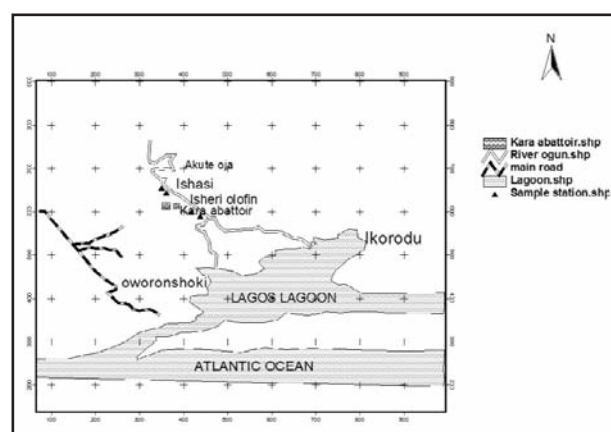 N
100 200 300 400 500 600 700 800 900
Akute oja
Ishasi
Isheri olofin
Kara abattoir
Ikorodu
oworonshoki
LAGOS LAGOON
ATLANTIC OCEAN
Kara abattoir.shp
River ogun.shp
main road
Lagoon.shp
Sample station.shp